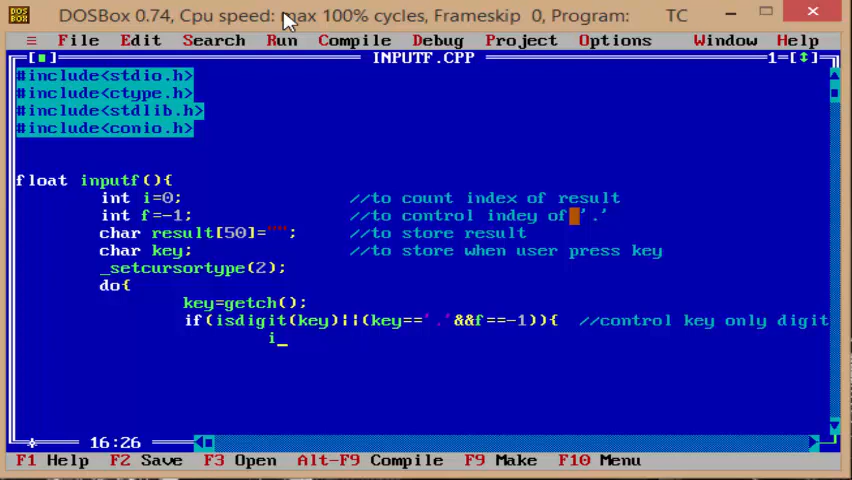 DOSBox 0.74, Cpu speed: max 100% cycles, Frameskip 0, Program: TC
≡ File Edit Search Run Compile Debug Project Options Window Help
[■] INPUTF.CPP 1=[↕]
#include<stdio.h>
#include<ctype.h>
#include<stdlib.h>
#include<conio.h>
float inputf(){
int i=0; //to count index of result
int f=-1; //to control indey of '.'
char result[50]=""; //to store result
char key; //to store when user press key
_setcursortype(2);
do{
key=getch();
if(isdigit(key)||(key=='.'&&f==-1)){ //control key only digit
i_
16:26
F1 Help F2 Save F3 Open Alt-F9 Compile F9 Make F10 Menu